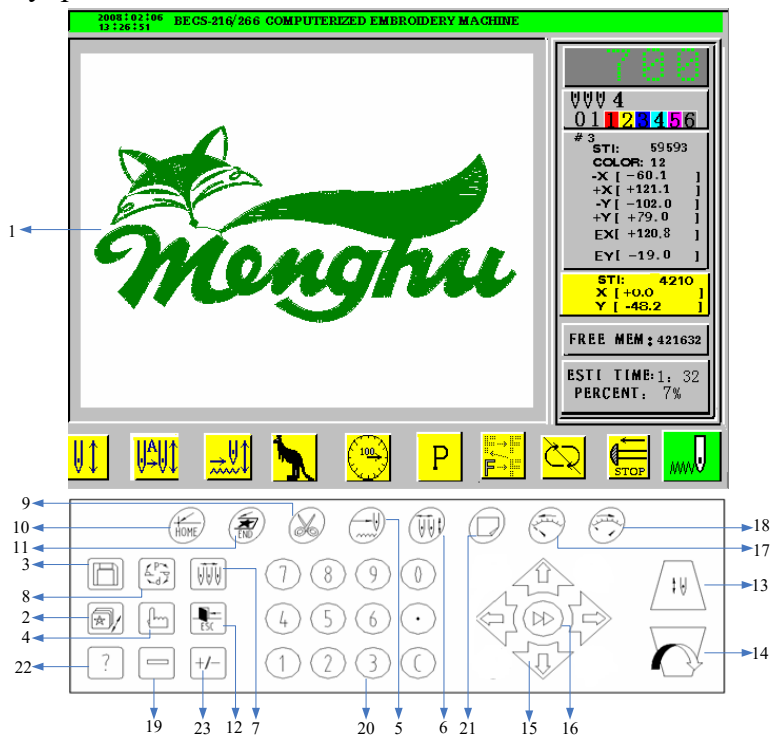 2008:02:06
13:26:51
BECS-216/266 COMPUTERIZED EMBROIDERY MACHINE
700
4
0 1 1 2 3 4 5 6
# 3
STI: 59593
COLOR: 12
-X [ -60.1 ]
+X [ +121.1 ]
-Y [ -102.0 ]
+Y [ +79.0 ]
EX[ +120.8 ]
EY[ -19.0 ]
STI: 4210
X [ +0.0 ]
Y [ -48.2 ]
FREE MEM: 421632
ESTI TIME: 1: 32
PERCENT: 7%
Menghu
1
A
100
P
F
STOP
9
10
11
3
8
2
4
22
HOME
END
18
17
13
14
P
d
ESC
?
+/-
7 8 9 0
4 5 6 .
1 2 3 C
19
23
12
7
20
5
6
21
15
16